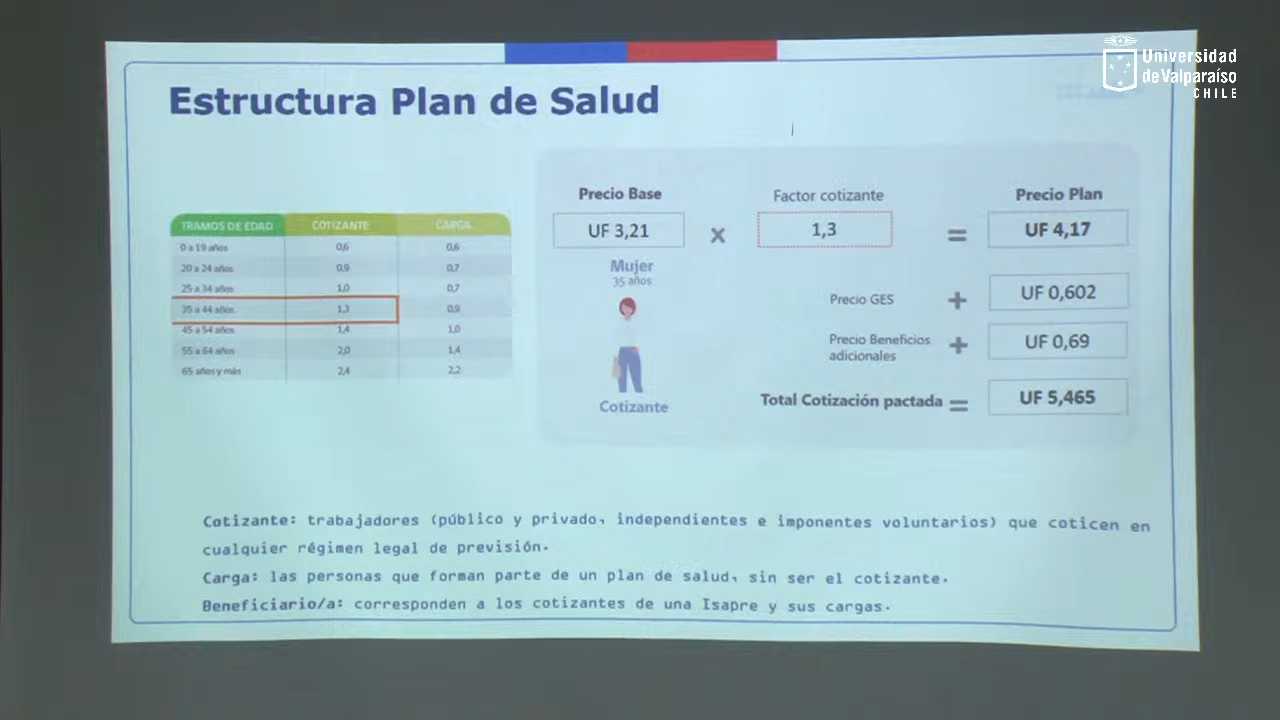 Universidad
de Valparaíso
CHILE
Estructura Plan de Salud
TRAMOS DE EDAD COTIZANTE CARGA
0 a 19 años 0,6 0,6
20 a 24 años 0,9 0,7
25 a 34 años 1,0 0,7
35 a 44 años 1,3 0,9
45 a 54 años 1,4 1,0
55 a 64 años 2,0 1,4
65 años y más 2,4 2,2
Precio Base Factor cotizante Precio Plan
UF 3,21 x 1,3 = UF 4,17
Mujer
35 años
Cotizante
Precio GES + UF 0,602
Precio Beneficios
adicionales + UF 0,69
Total Cotización pactada = UF 5,465
Cotizante: trabajadores (público y privado, independientes e imponentes voluntarios) que coticen en
cualquier régimen legal de previsión.
Carga: las personas que forman parte de un plan de salud, sin ser el cotizante.
Beneficiario/a: corresponden a los cotizantes de una Isapre y sus cargas.